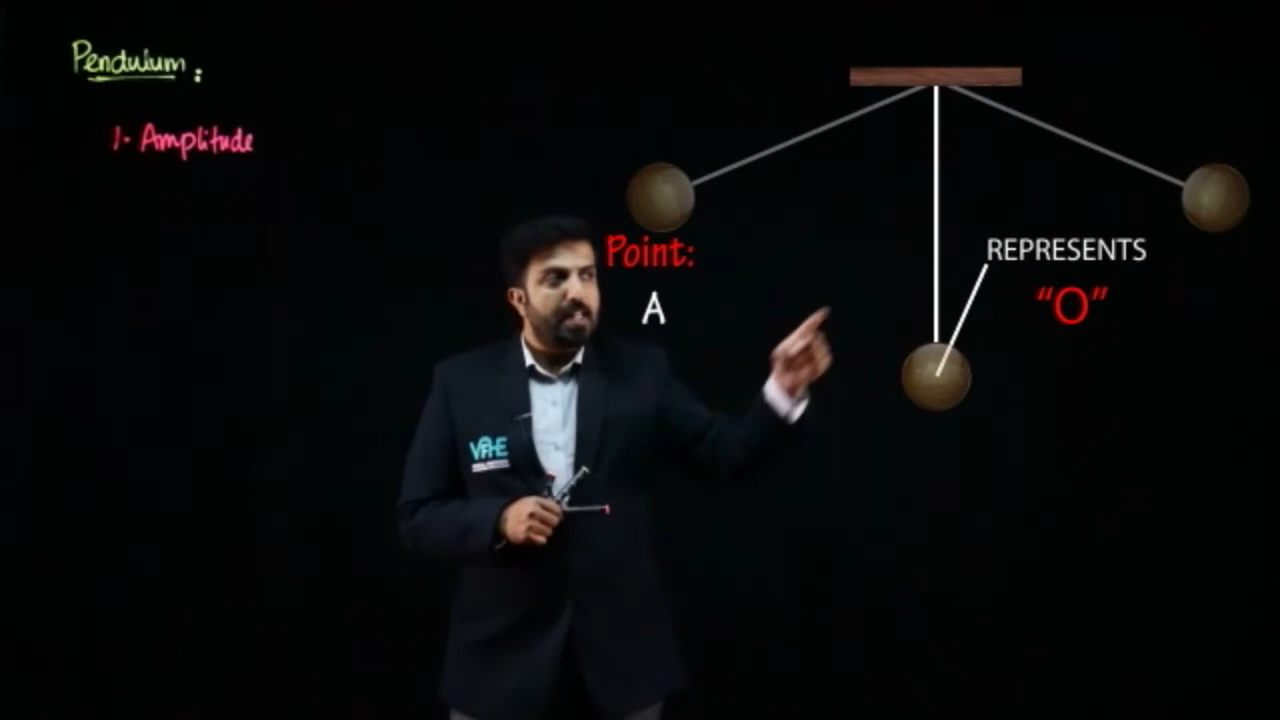 Pendulum:
1. Amplitude
Point:
A
REPRESENTS
“O”